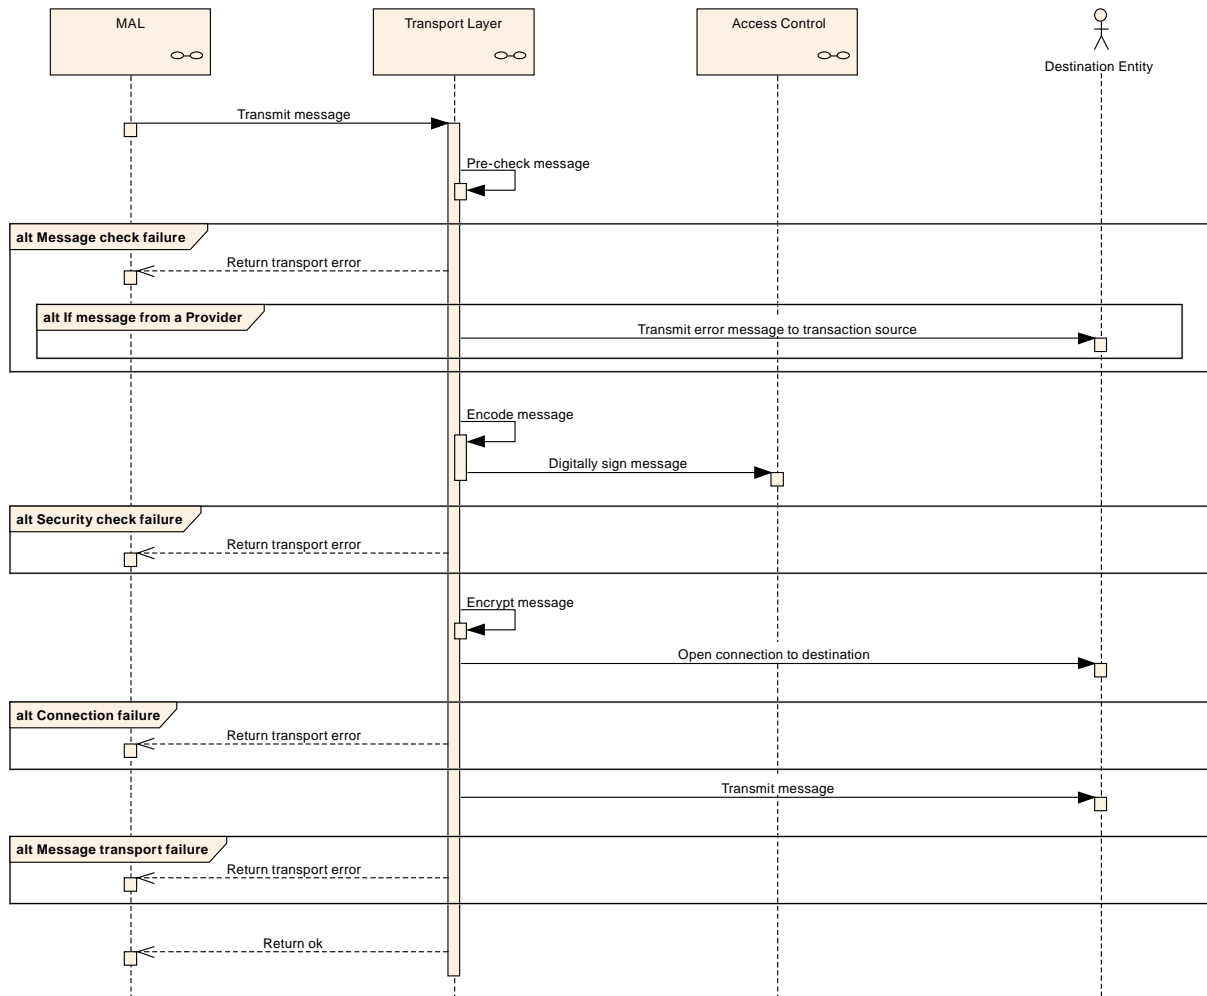 MAL
Transport Layer
Access Control
Destination Entity
Transmit message
Pre-check message
alt Message check failure
Return transport error
alt If message from a Provider
Transmit error message to transaction source
Encode message
Digitally sign message
alt Security check failure
Return transport error
Encrypt message
Open connection to destination
alt Connection failure
Return transport error
Transmit message
alt Message transport failure
Return transport error
Return ok